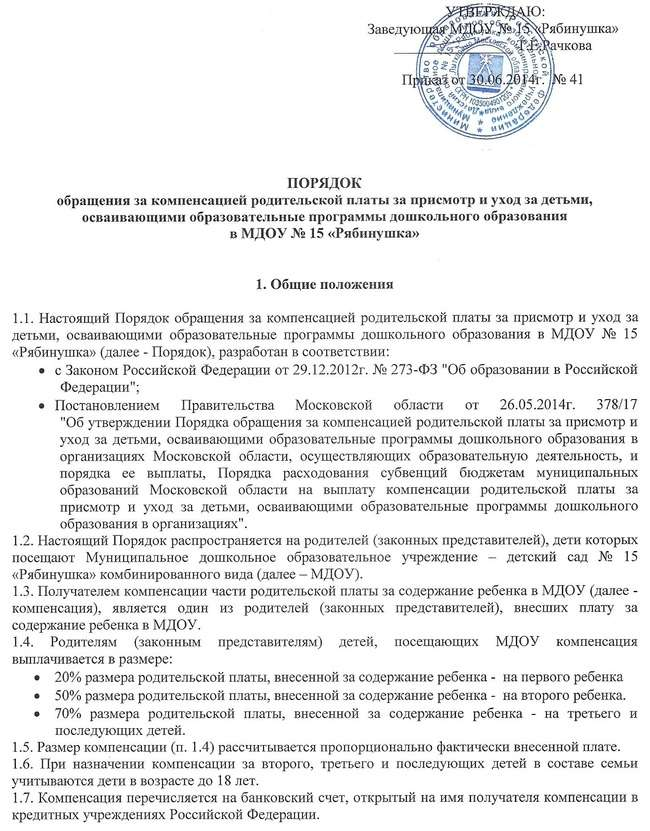 УТВЕРЖДАЮ:
Заведующая МДОУ № 15 «Рябинушка»
Т.Е.Рачкова
Приказ от 30.06.2014г. № 41
ПОРЯДОК
обращения за компенсацией родительской платы за присмотр и уход за детьми,
осваивающими образовательные программы дошкольного образования
в МДОУ № 15 «Рябинушка»
1. Общие положения
1.1. Настоящий Порядок обращения за компенсацией родительской платы за присмотр и уход за
детьми, осваивающими образовательные программы дошкольного образования в МДОУ № 15
«Рябинушка» (далее - Порядок), разработан в соответствии:
• с Законом Российской Федерации от 29.12.2012г. № 273-ФЗ "Об образовании в Российской
Федерации";
• Постановлением Правительства Московской области от 26.05.2014г. 378/17
"Об утверждении Порядка обращения за компенсацией родительской платы за присмотр и
уход за детьми, осваивающими образовательные программы дошкольного образования в
организациях Московской области, осуществляющих образовательную деятельность, и
порядка ее выплаты, Порядка расходования субвенций бюджетам муниципальных
образований Московской области на выплату компенсации родительской платы за
присмотр и уход за детьми, осваивающими образовательные программы дошкольного
образования в организациях".
1.2. Настоящий Порядок распространяется на родителей (законных представителей), дети которых
посещают Муниципальное дошкольное образовательное учреждение – детский сад № 15
«Рябинушка» комбинированного вида (далее – МДОУ).
1.3. Получателем компенсации части родительской платы за содержание ребенка в МДОУ (далее -
компенсация), является один из родителей (законных представителей), внесших плату за
содержание ребенка в МДОУ.
1.4. Родителям (законным представителям) детей, посещающих МДОУ компенсация
выплачивается в размере:
• 20% размера родительской платы, внесенной за содержание ребенка - на первого ребенка
• 50% размера родительской платы, внесенной за содержание ребенка - на второго ребенка.
• 70% размера родительской платы, внесенной за содержание ребенка - на третьего и
последующих детей.
1.5. Размер компенсации (п. 1.4) рассчитывается пропорционально фактически внесенной плате.
1.6. При назначении компенсации за второго, третьего и последующих детей в составе семьи
учитываются дети в возрасте до 18 лет.
1.7. Компенсация перечисляется на банковский счет, открытый на имя получателя компенсации в
кредитных учреждениях Российской Федерации.